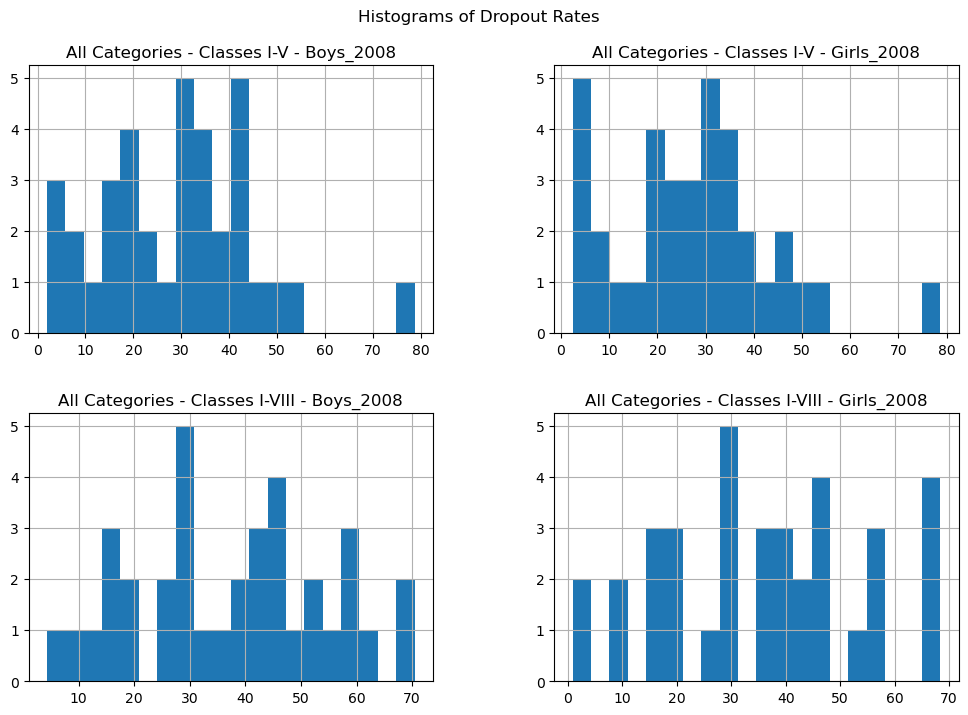 Histograms of Dropout Rates
All Categories - Classes I-V - Boys_2008
5
4
3
2
1
0
0 10 20 30 40 50 60 70 80
All Categories - Classes I-V - Girls_2008
5
4
3
2
1
0
0 10 20 30 40 50 60 70 80
All Categories - Classes I-VIII - Boys_2008
5
4
3
2
1
0
10 20 30 40 50 60 70
All Categories - Classes I-VIII - Girls_2008
5
4
3
2
1
0
0 10 20 30 40 50 60 70